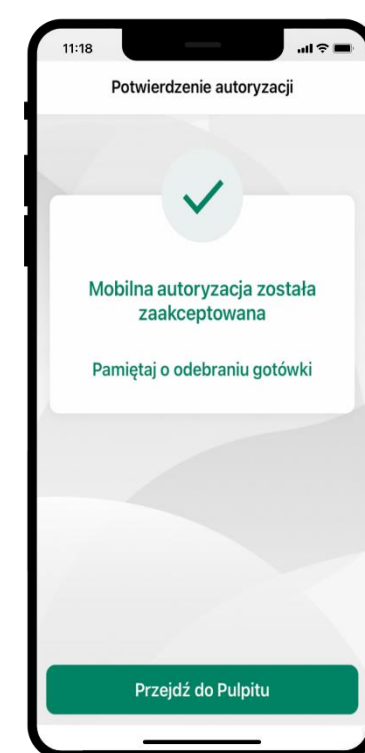 11:18
Potwierdzenie autoryzacji
Mobilna autoryzacja została
zaakceptowana
Pamiętaj o odebraniu gotówki
Przejdź do Pulpitu